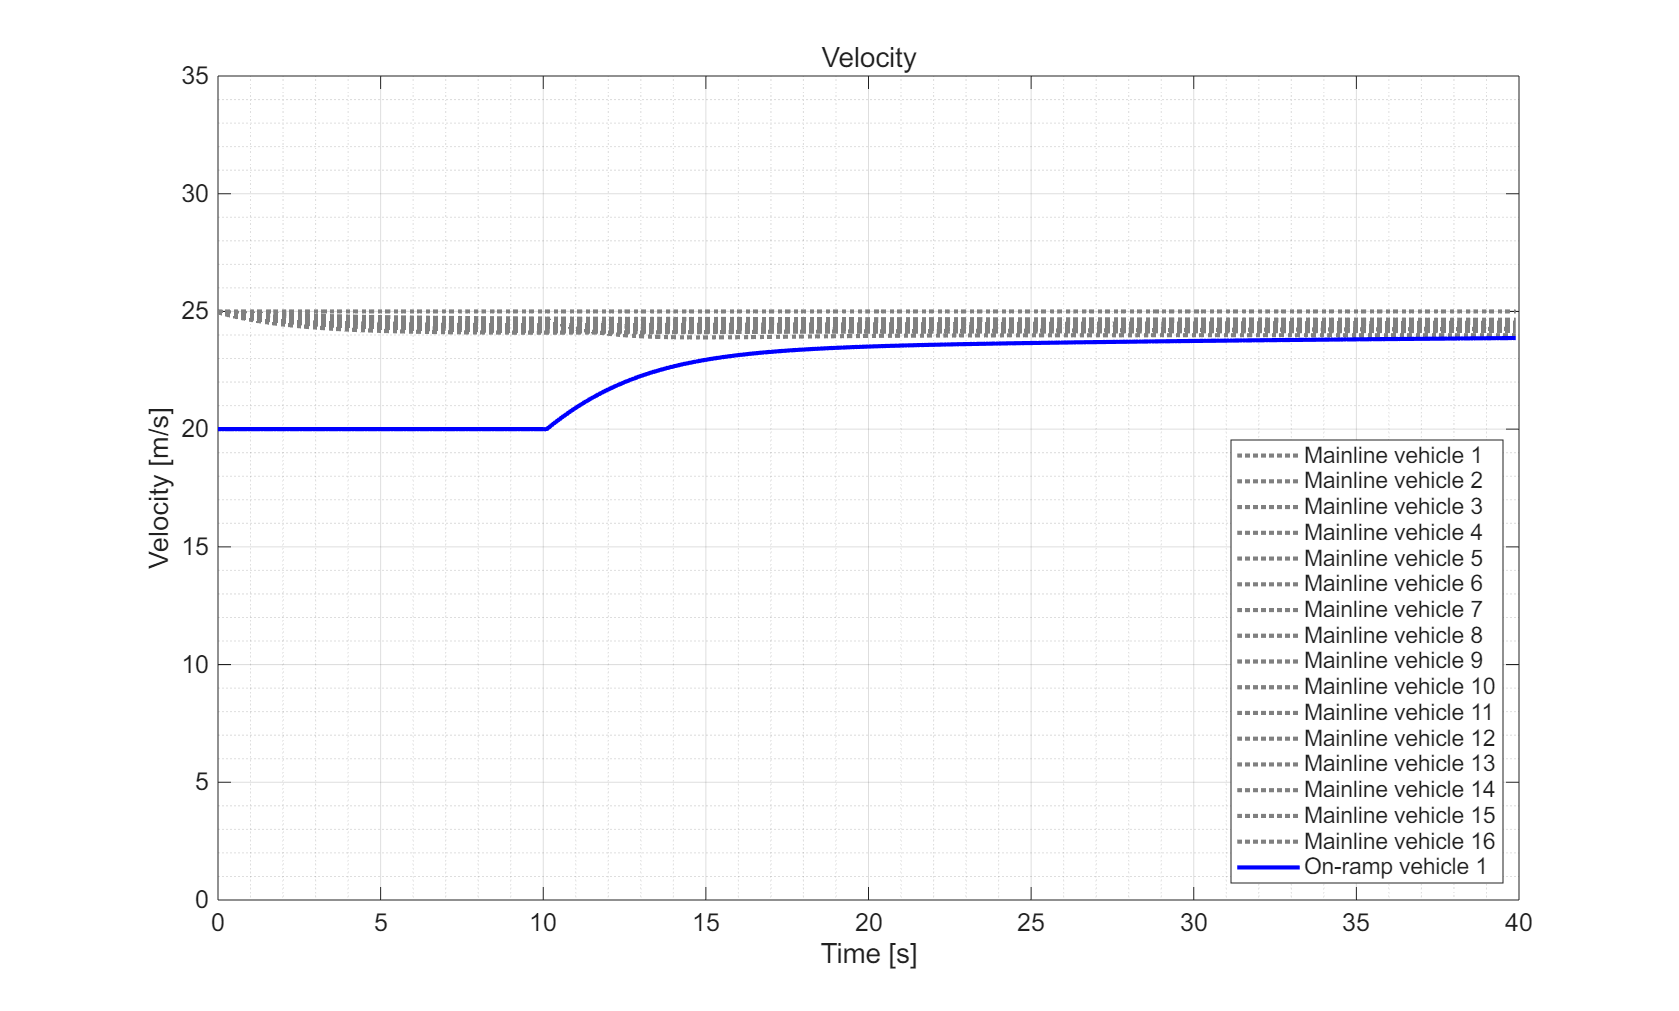 Velocity
35
30
25
20
15
10
5
0
Velocity [m/s]
0 5 10 15 20 25 30 35 40
Time [s]
Mainline vehicle 1
Mainline vehicle 2
Mainline vehicle 3
Mainline vehicle 4
Mainline vehicle 5
Mainline vehicle 6
Mainline vehicle 7
Mainline vehicle 8
Mainline vehicle 9
Mainline vehicle 10
Mainline vehicle 11
Mainline vehicle 12
Mainline vehicle 13
Mainline vehicle 14
Mainline vehicle 15
Mainline vehicle 16
On-ramp vehicle 1